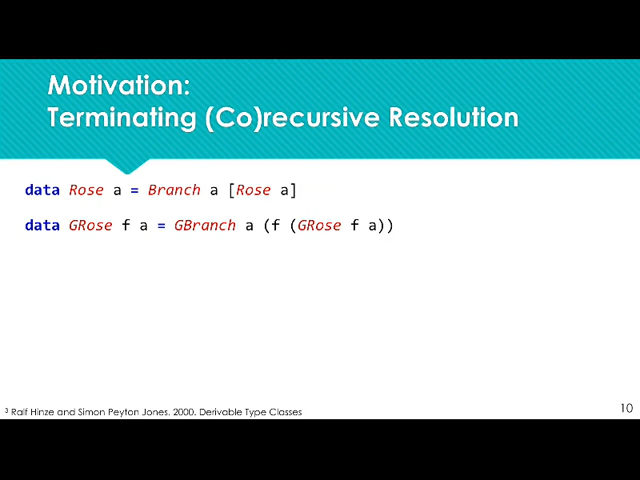 Motivation:
Terminating (Co)recursive Resolution
data Rose a = Branch a [Rose a]
data GRose f a = GBranch a (f (GRose f a))
3 Ralf Hinze and Simon Peyton Jones. 2000. Derivable Type Classes
10